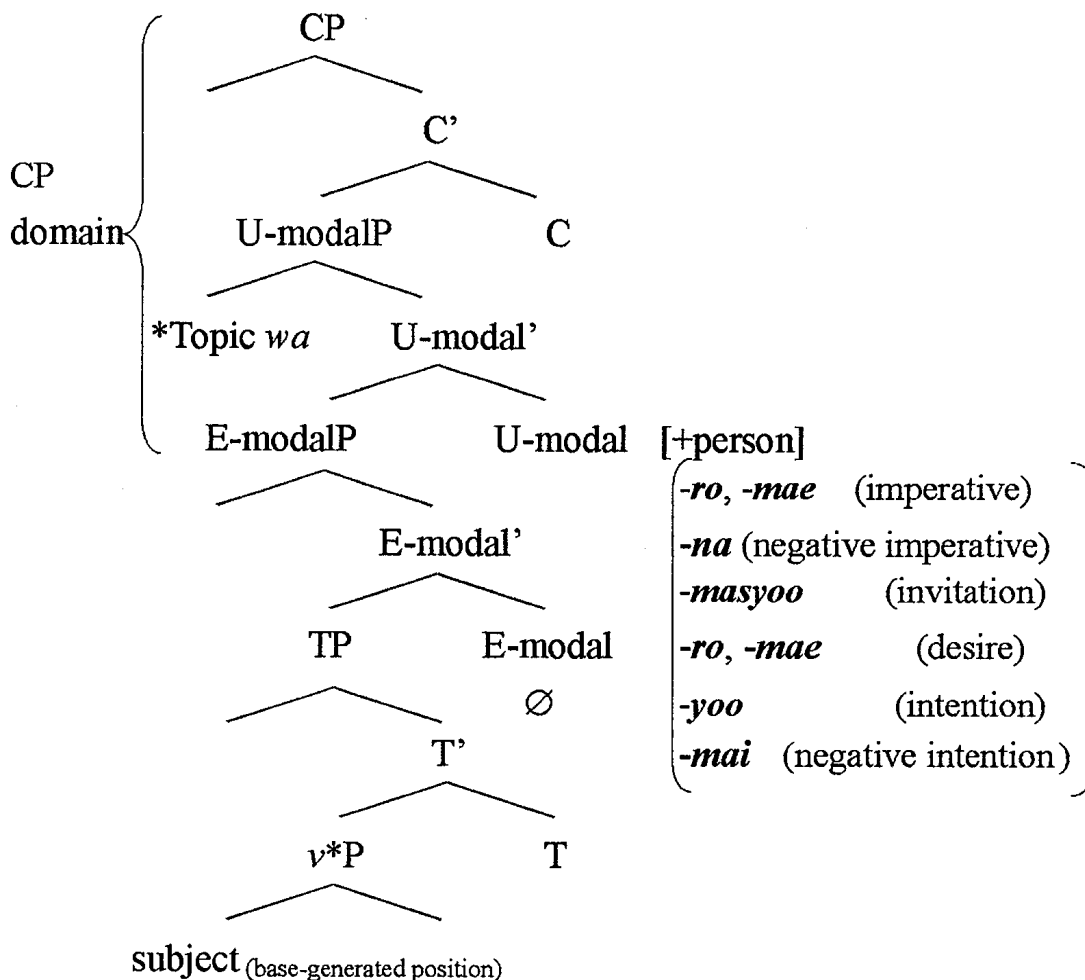 CP
C’
CP
domain
U-modalP C
*Topic wa U-modal’
E-modalP U-modal [+person]
-ro, -mae (imperative)
E-modal’
-na (negative imperative)
-masyoo (invitation)
TP E-modal
-ro, -mae (desire)
∅
-yoo (intention)
T’
-mai (negative intention)
v*P T
subject (base-generated position)